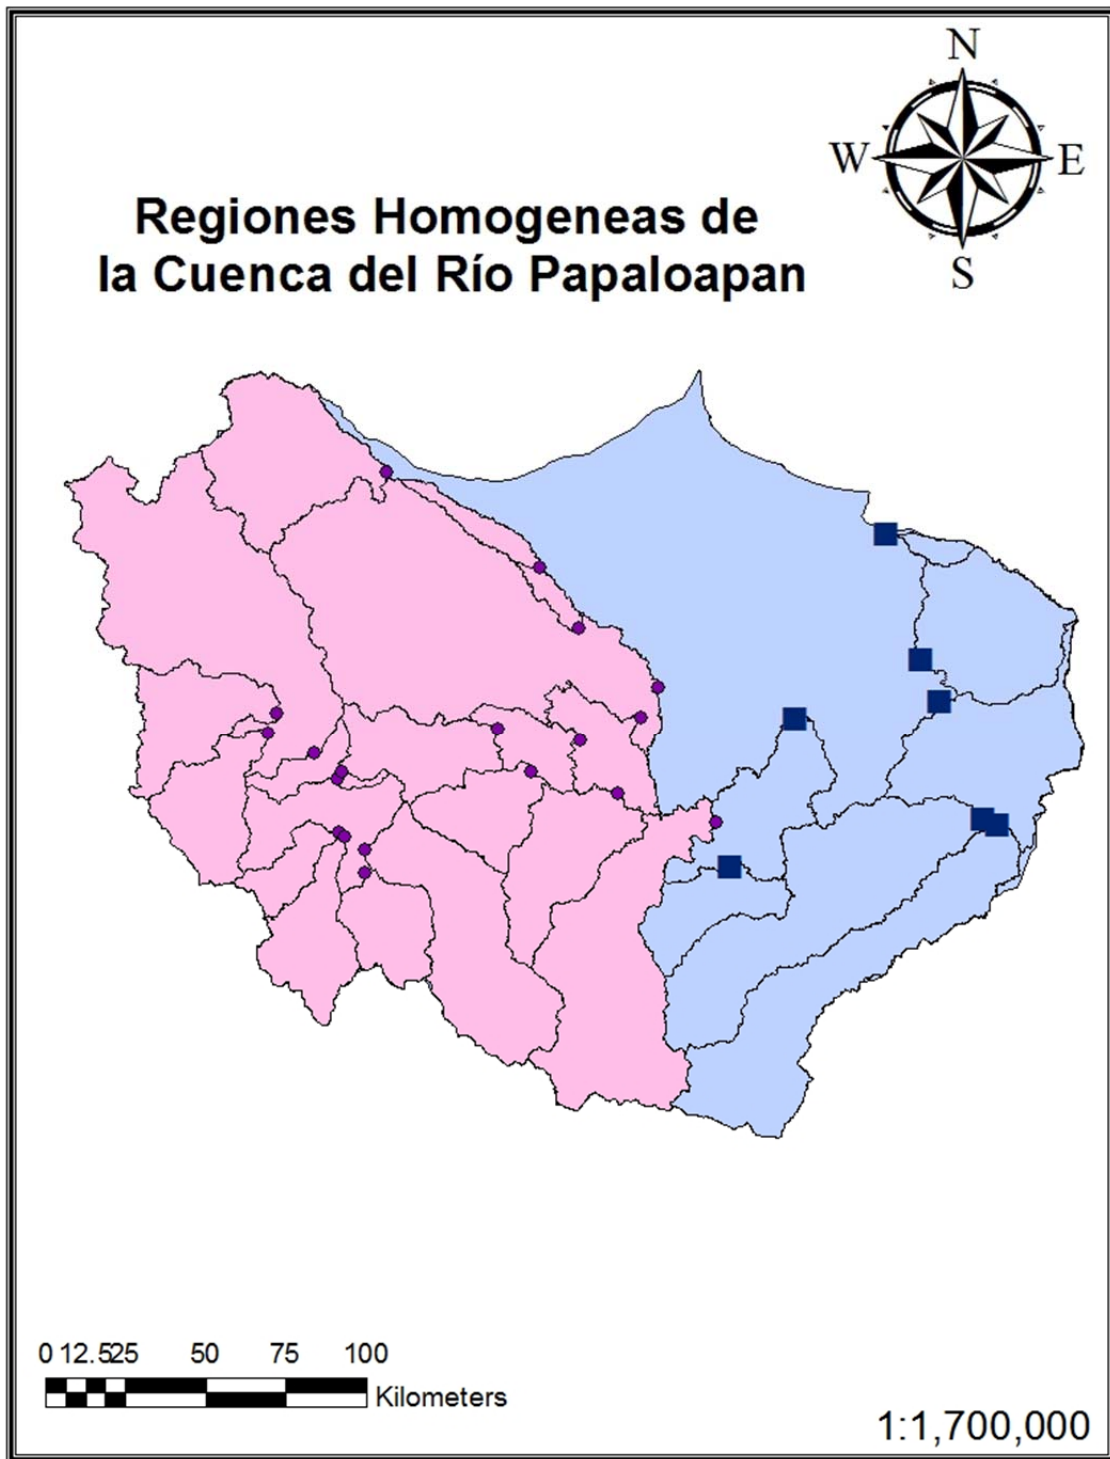 N
W E
S
Regiones Homogeneas de
la Cuenca del Río Papaloapan
0 12.525 50 75 100
Kilometers
1:1,700,000